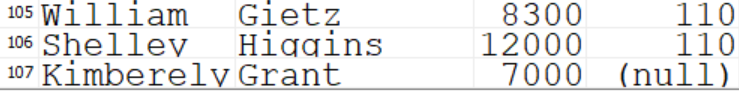 105 William Gietz 8300 110
106 Shelley Higgins 12000 110
107 Kimberely Grant 7000 (null)